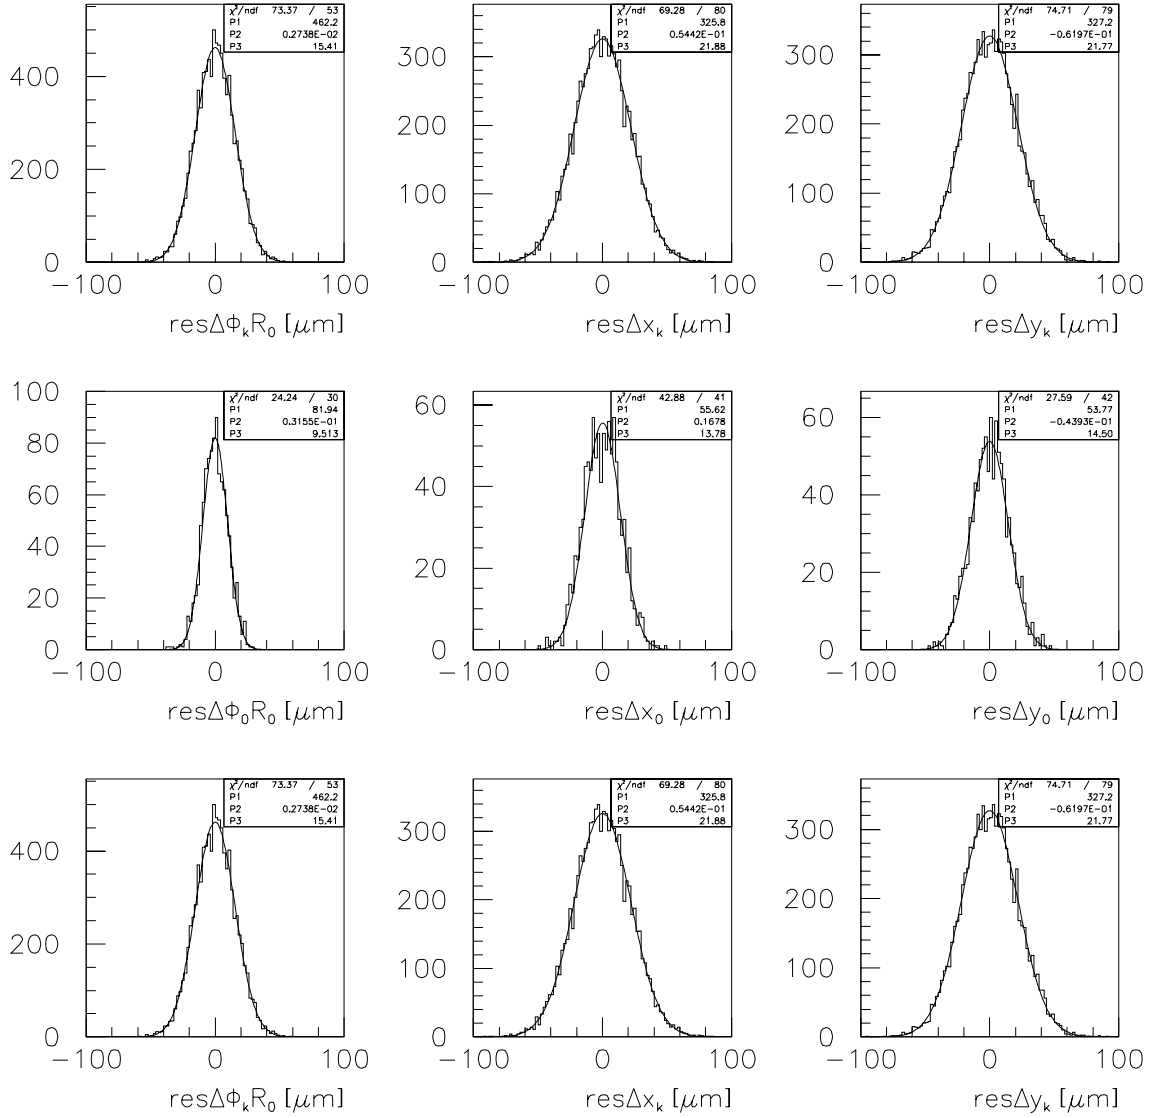 χ²/ndf 73.37 / 53
P1 462.2
P2 0.2738E-02
P3 15.41
400
200
0
−100 0 100
resΔΦₖR₀ [μm]
χ²/ndf 69.28 / 80
P1 325.8
P2 0.5442E-01
P3 21.88
300
200
100
0
−100 0 100
resΔxₖ [μm]
χ²/ndf 74.71 / 79
P1 327.2
P2 -0.6197E-01
P3 21.77
300
200
100
0
−100 0 100
resΔyₖ [μm]
χ²/ndf 24.24 / 30
P1 81.94
P2 0.3155E-01
P3 9.513
100
80
60
40
20
0
−100 0 100
resΔΦ₀R₀ [μm]
χ²/ndf 42.88 / 41
P1 55.62
P2 0.1678
P3 13.78
60
40
20
0
−100 0 100
resΔx₀ [μm]
χ²/ndf 27.59 / 42
P1 53.77
P2 -0.4393E-01
P3 14.50
60
40
20
0
−100 0 100
resΔy₀ [μm]
χ²/ndf 73.37 / 53
P1 462.2
P2 0.2738E-02
P3 15.41
400
200
0
−100 0 100
resΔΦₖR₀ [μm]
χ²/ndf 69.28 / 80
P1 325.8
P2 0.5442E-01
P3 21.88
300
200
100
0
−100 0 100
resΔxₖ [μm]
χ²/ndf 74.71 / 79
P1 327.2
P2 -0.6197E-01
P3 21.77
300
200
100
0
−100 0 100
resΔyₖ [μm]